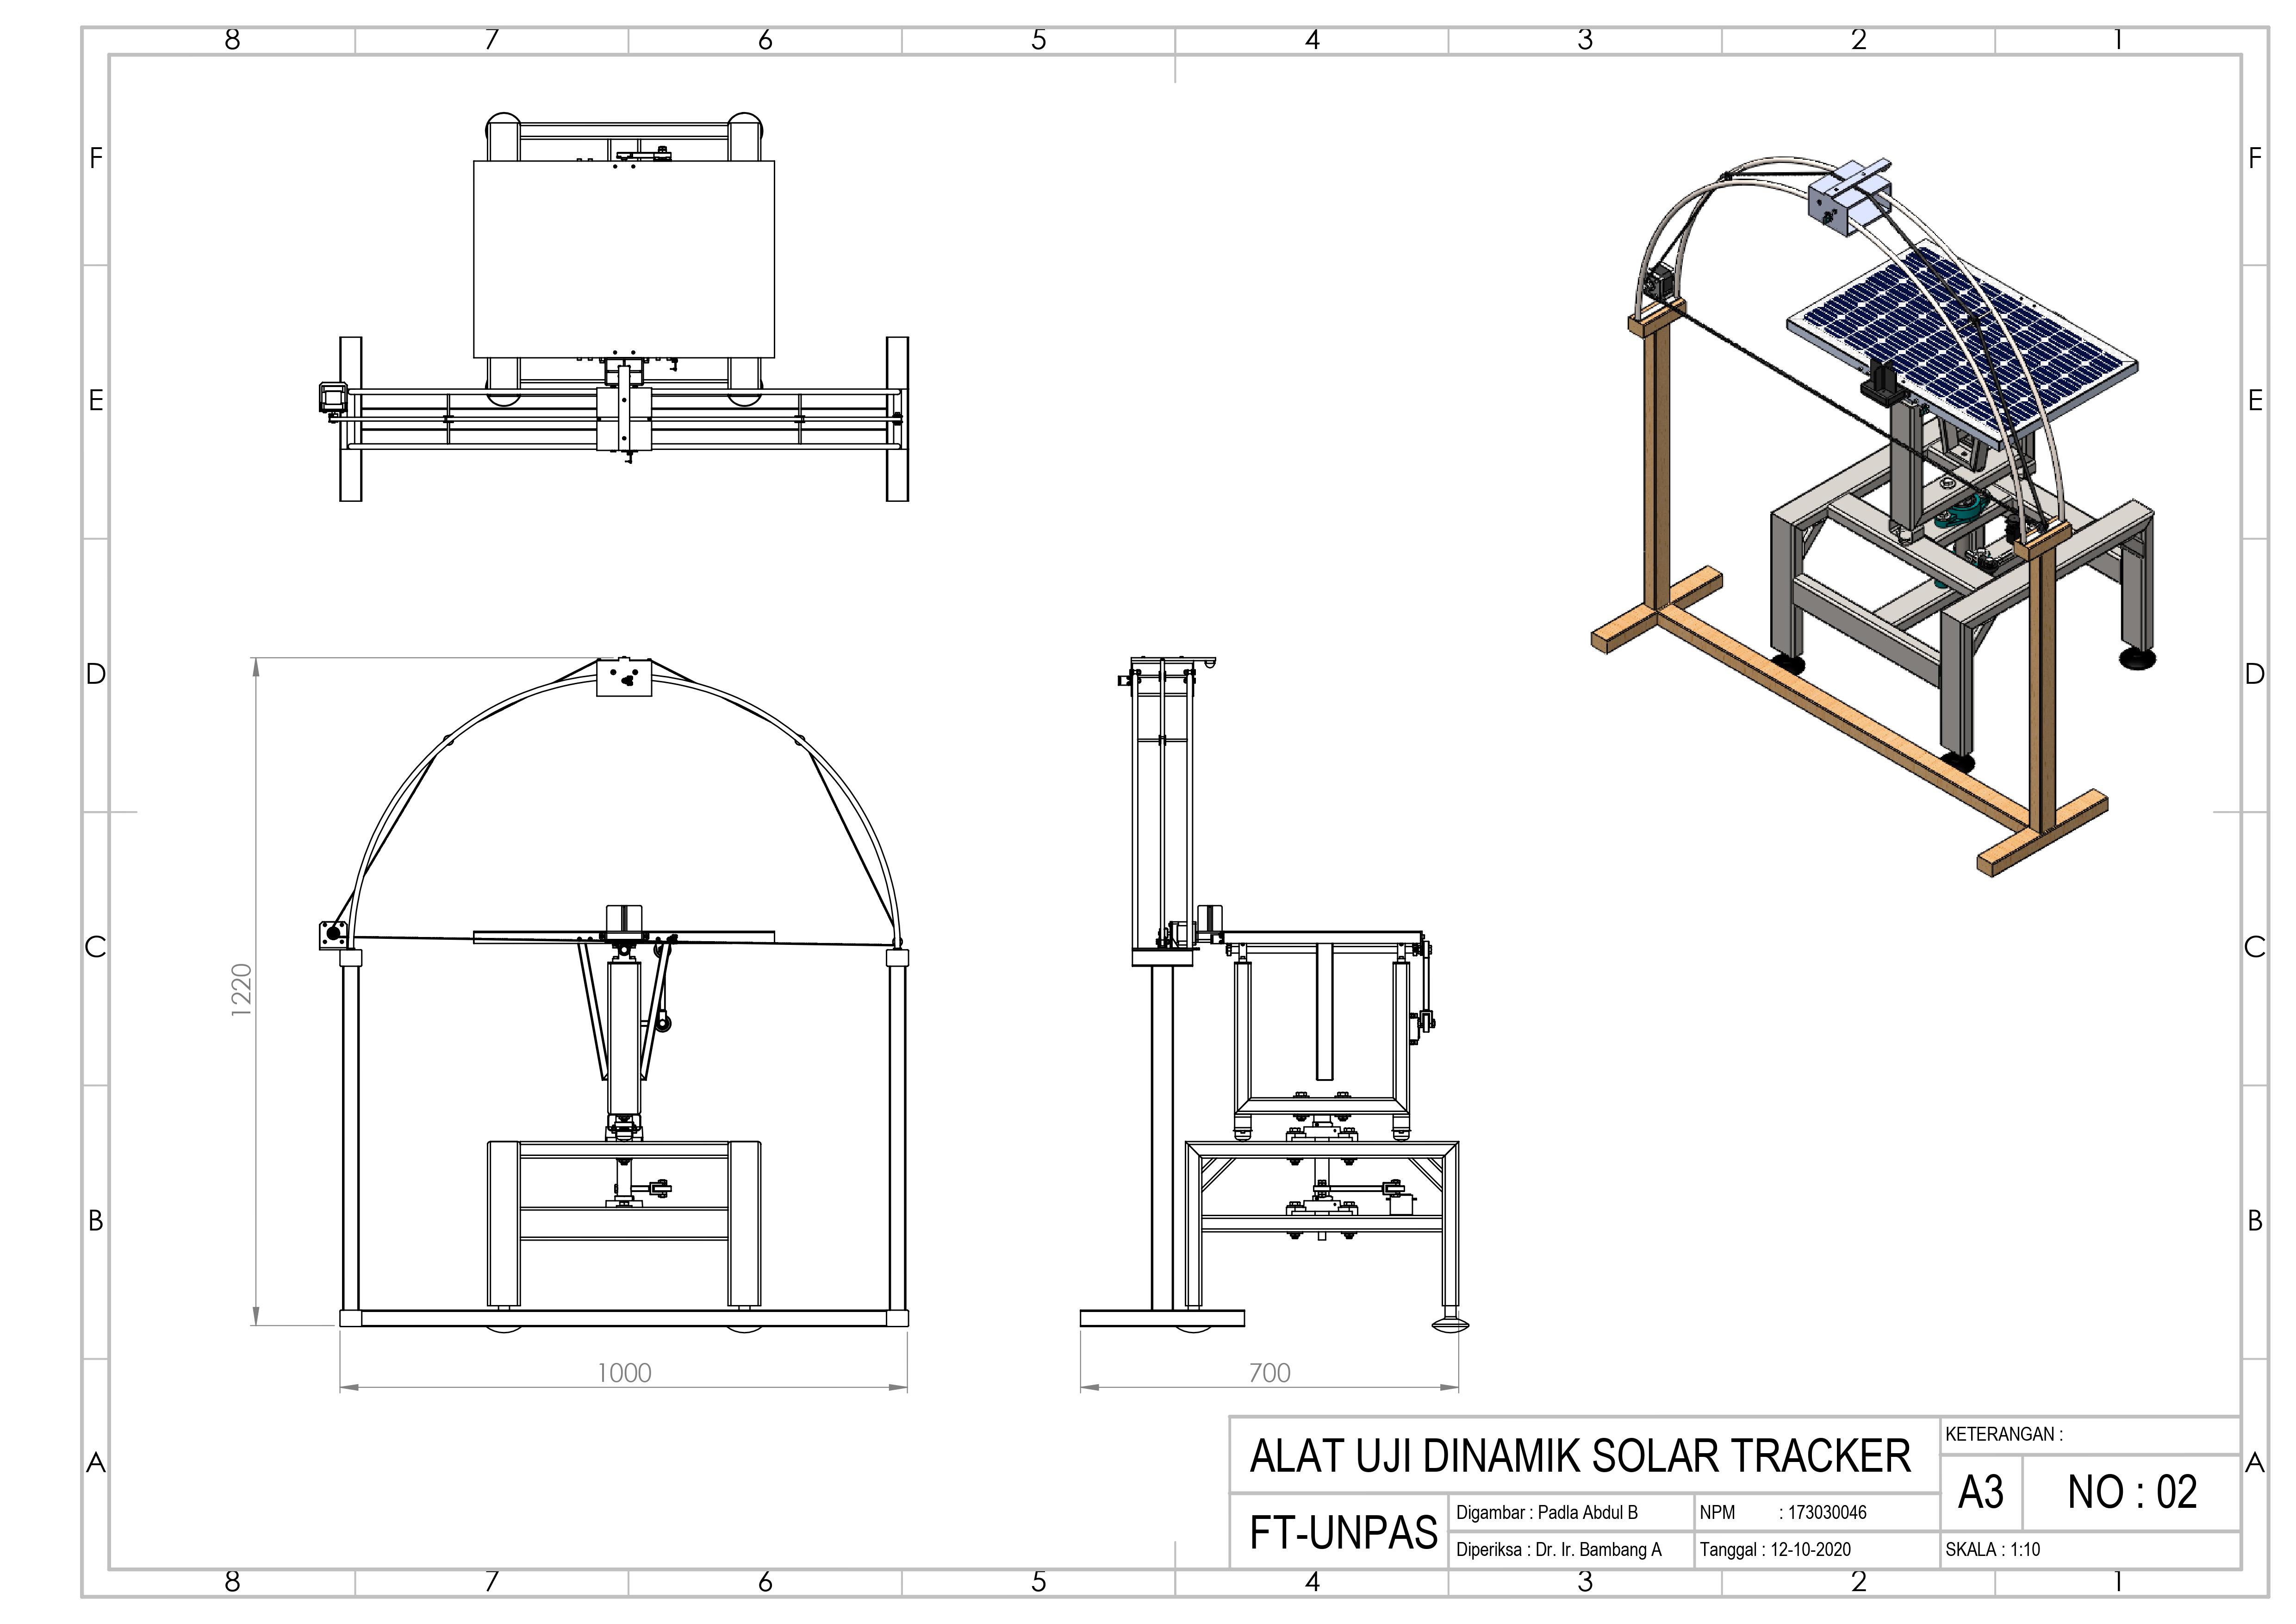 8 7 6 5 4 3 2 1
F F
E E
D D
C C
B B
A A
1220
1000
700
ALAT UJI DINAMIK SOLAR TRACKER
KETERANGAN :
A3
NO : 02
FT-UNPAS
Digambar : Padla Abdul B
NPM : 173030046
Diperiksa : Dr. Ir. Bambang A
Tanggal : 12-10-2020
SKALA : 1:10
8 7 6 5 4 3 2 1